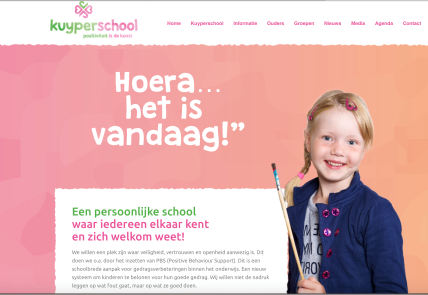 kuyperschool
positiviteit is de kunst
Home Kuyperschool Informatie Ouders Groepen Nieuws Media Agenda Contact
Hoera...
het is
vandaag!”
Een persoonlijke school
waar iedereen elkaar kent
en zich welkom weet!
We willen een plek zijn waar veiligheid, vertrouwen en openheid aanwezig is. Dit
doen we o.a. door het inzetten van PBS (Positive Behaviour Support). Dit is een
schoolbrede aanpak voor gedragsverbeteringen binnen het onderwijs. Een nieuw
systeem om kinderen te belonen voor hun goede gedrag. Wij willen niet de nadruk
leggen op wat fout gaat, maar op wat ze goed doen.